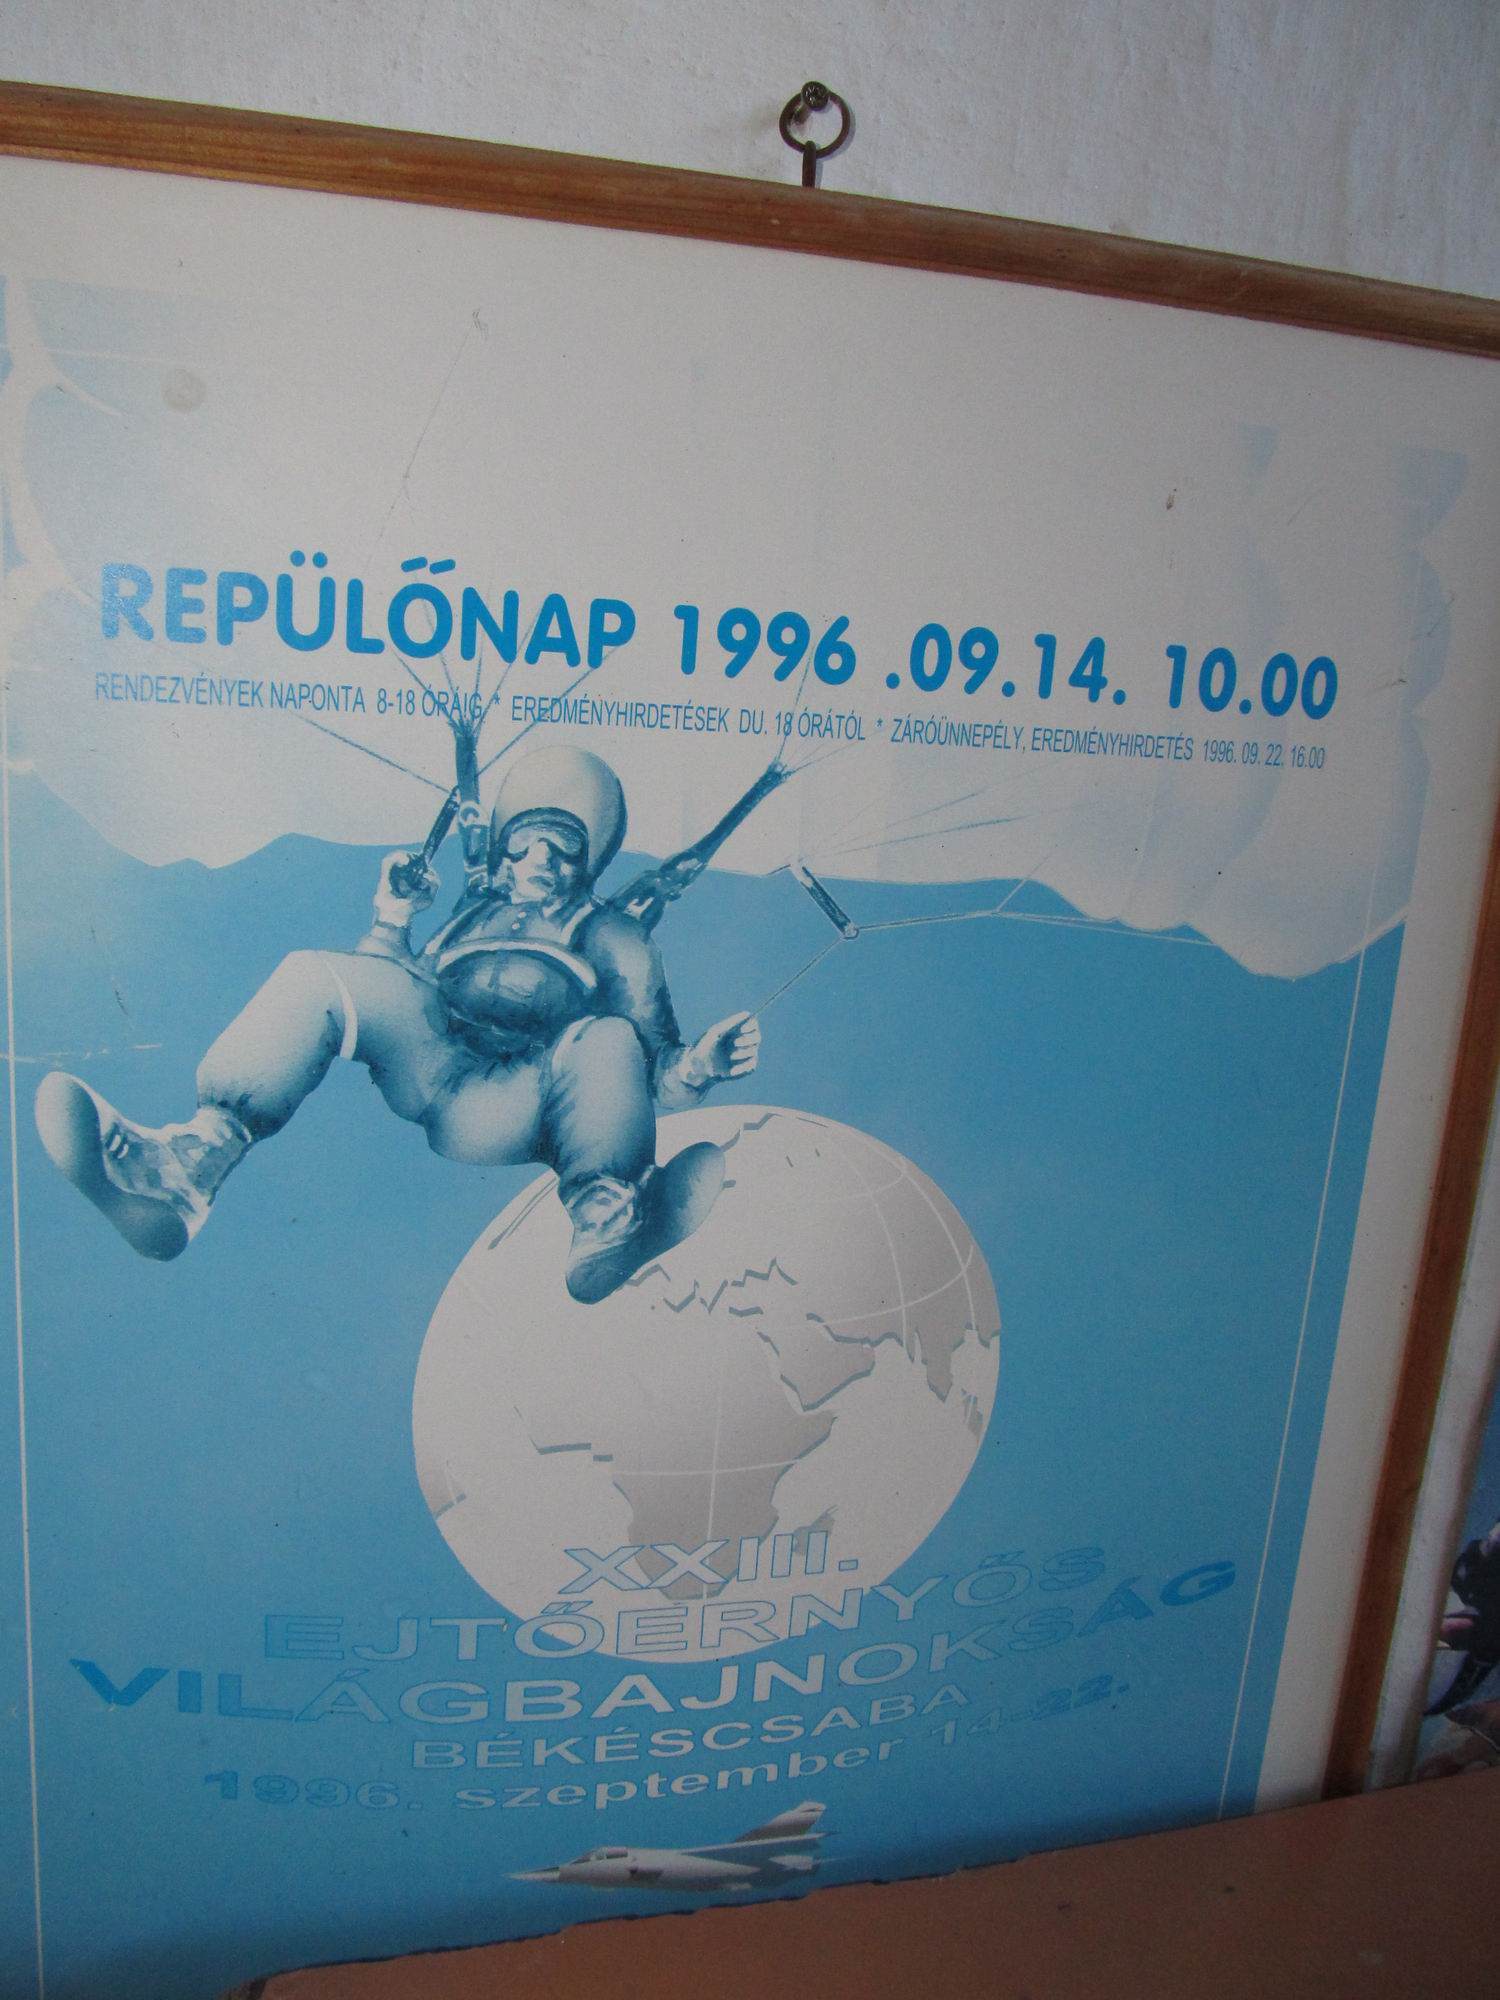 REPÜLŐNAP 1996 .09.14. 10.00
RENDEZVÉNYEK NAPONTA 8-18 ÓRÁIG * EREDMÉNYHIRDETÉSEK DU. 18 ÓRÁTÓL * ZÁRÓÜNNEPÉLY, EREDMÉNYHIRDETÉS 1996. 09. 22. 16.00
XXIII.
EJTŐERNYŐS
VILÁGBAJNOKSÁG
BÉKÉSCSABA
1996. szeptember 14-22.